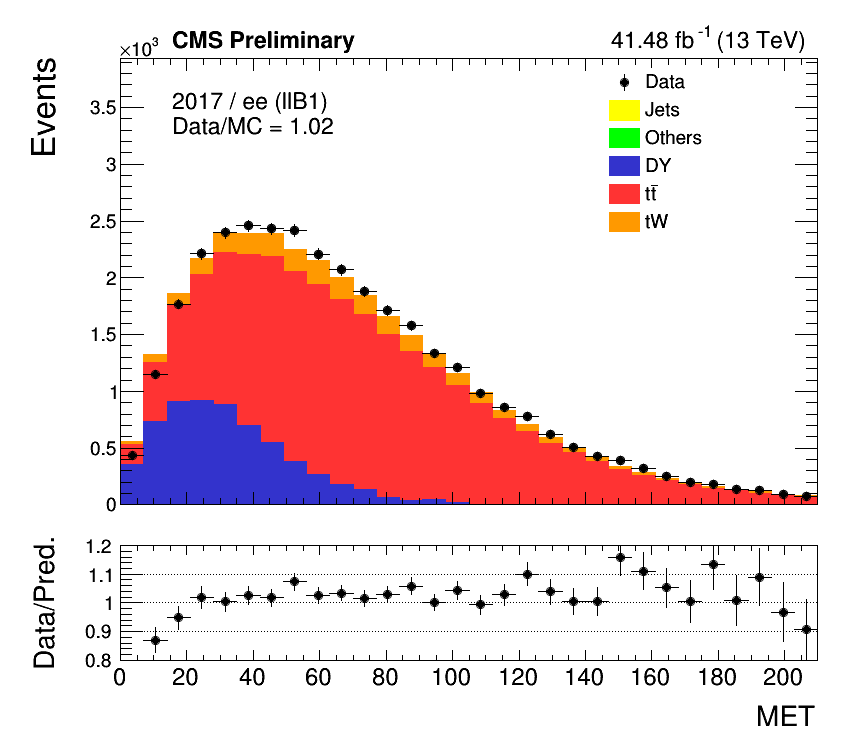 ×10³ CMS Preliminary 41.48 fb⁻¹ (13 TeV)
Events
2017 / ee (IIB1)
Data/MC = 1.02
Data
Jets
Others
DY
tt̄
tW
3.5
3
2.5
2
1.5
1
0.5
0
Data/Pred.
1.2
1.1
1
0.9
0.8
0 20 40 60 80 100 120 140 160 180 200
MET